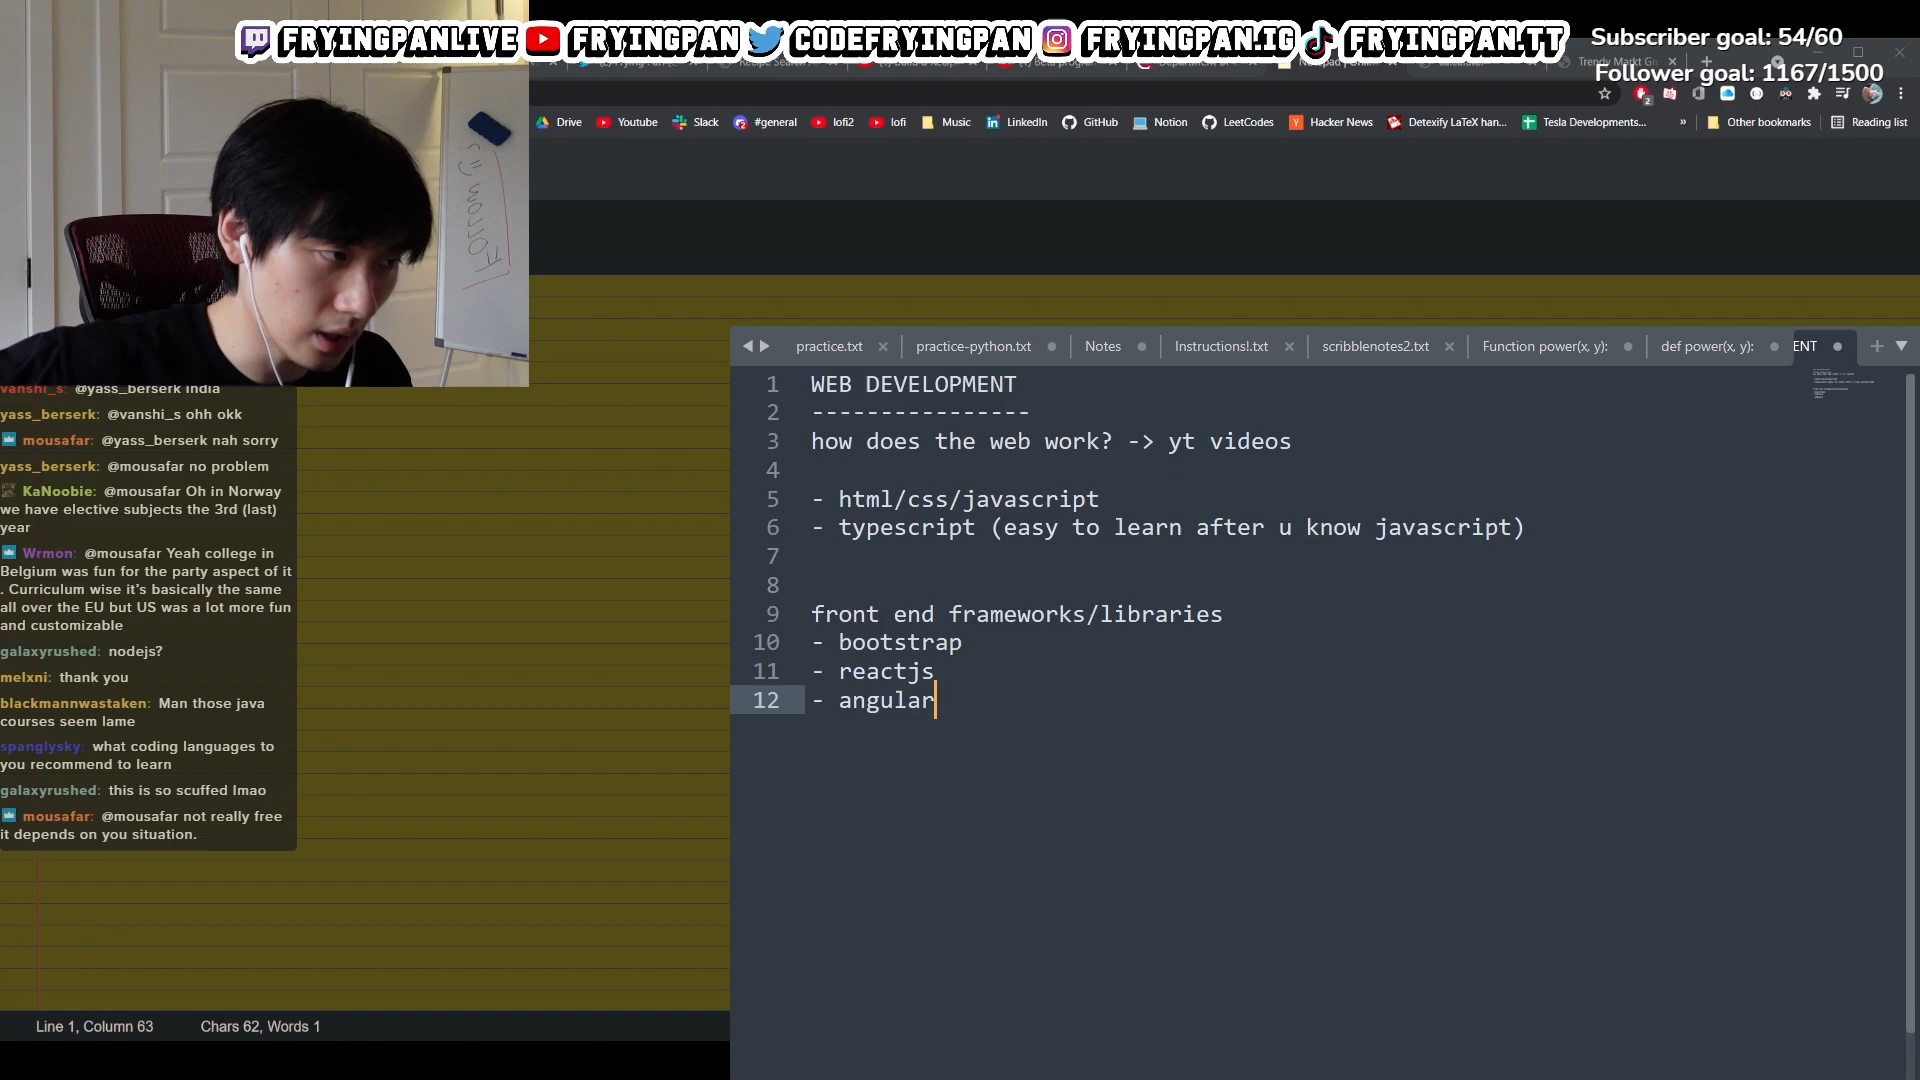 FRYINGPANLIVE FRYINGPAN CODEFRYINGPAN FRYINGPAN.IG FRYINGPAN.TT
Subscriber goal: 54/60
Follower goal: 1167/1500
Drive Youtube Slack #general lofi2 lofi Music LinkedIn GitHub Notion LeetCodes Hacker News Detexify LaTeX han... Tesla Developments... » Other bookmarks Reading list
practice.txt practice-python.txt Notes Instructions!.txt scribblenotes2.txt Function power(x, y): def power(x, y): ENT
1 WEB DEVELOPMENT
2 ----------------
3 how does the web work? -> yt videos
4
5 - html/css/javascript
6 - typescript (easy to learn after u know javascript)
7
8
9 front end frameworks/libraries
10 - bootstrap
11 - reactjs
12 - angular
vanshi_s: @yass_berserk India
yass_berserk: @vanshi_s ohh okk
mousafar: @yass_berserk nah sorry
yass_berserk: @mousafar no problem
KaNoobie: @mousafar Oh in Norway
we have elective subjects the 3rd (last)
year
Wrmon: @mousafar Yeah college in
Belgium was fun for the party aspect of it
. Curriculum wise it's basically the same
all over the EU but US was a lot more fun
and customizable
galaxyrushed: nodejs?
melxni: thank you
blackmannwastaken: Man those java
courses seem lame
spanglysky: what coding languages to
you recommend to learn
galaxyrushed: this is so scuffed lmao
mousafar: @mousafar not really free
it depends on you situation.
Line 1, Column 63 Chars 62, Words 1